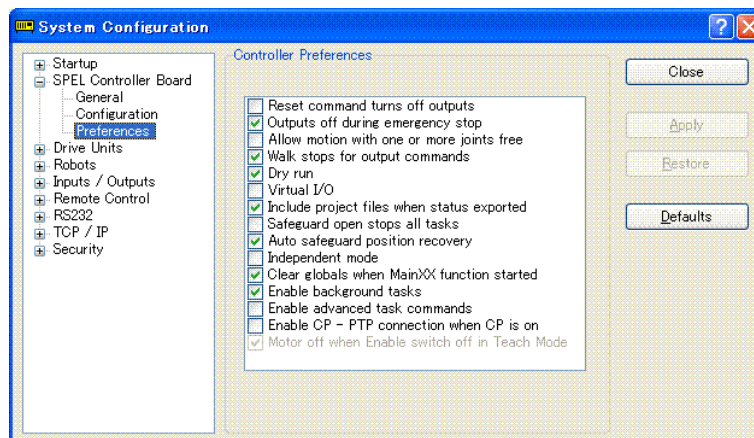 System Configuration
Startup
SPEL Controller Board
General
Configuration
Preferences
Drive Units
Robots
Inputs / Outputs
Remote Control
RS232
TCP / IP
Security
Controller Preferences
Reset command turns off outputs
Outputs off during emergency stop
Allow motion with one or more joints free
Walk stops for output commands
Dry run
Virtual I/O
Include project files when status exported
Safeguard open stops all tasks
Auto safeguard position recovery
Independent mode
Clear globals when MainXX function started
Enable background tasks
Enable advanced task commands
Enable CP - PTP connection when CP is on
Motor off when Enable switch off in Teach Mode
Close
Apply
Restore
Defaults